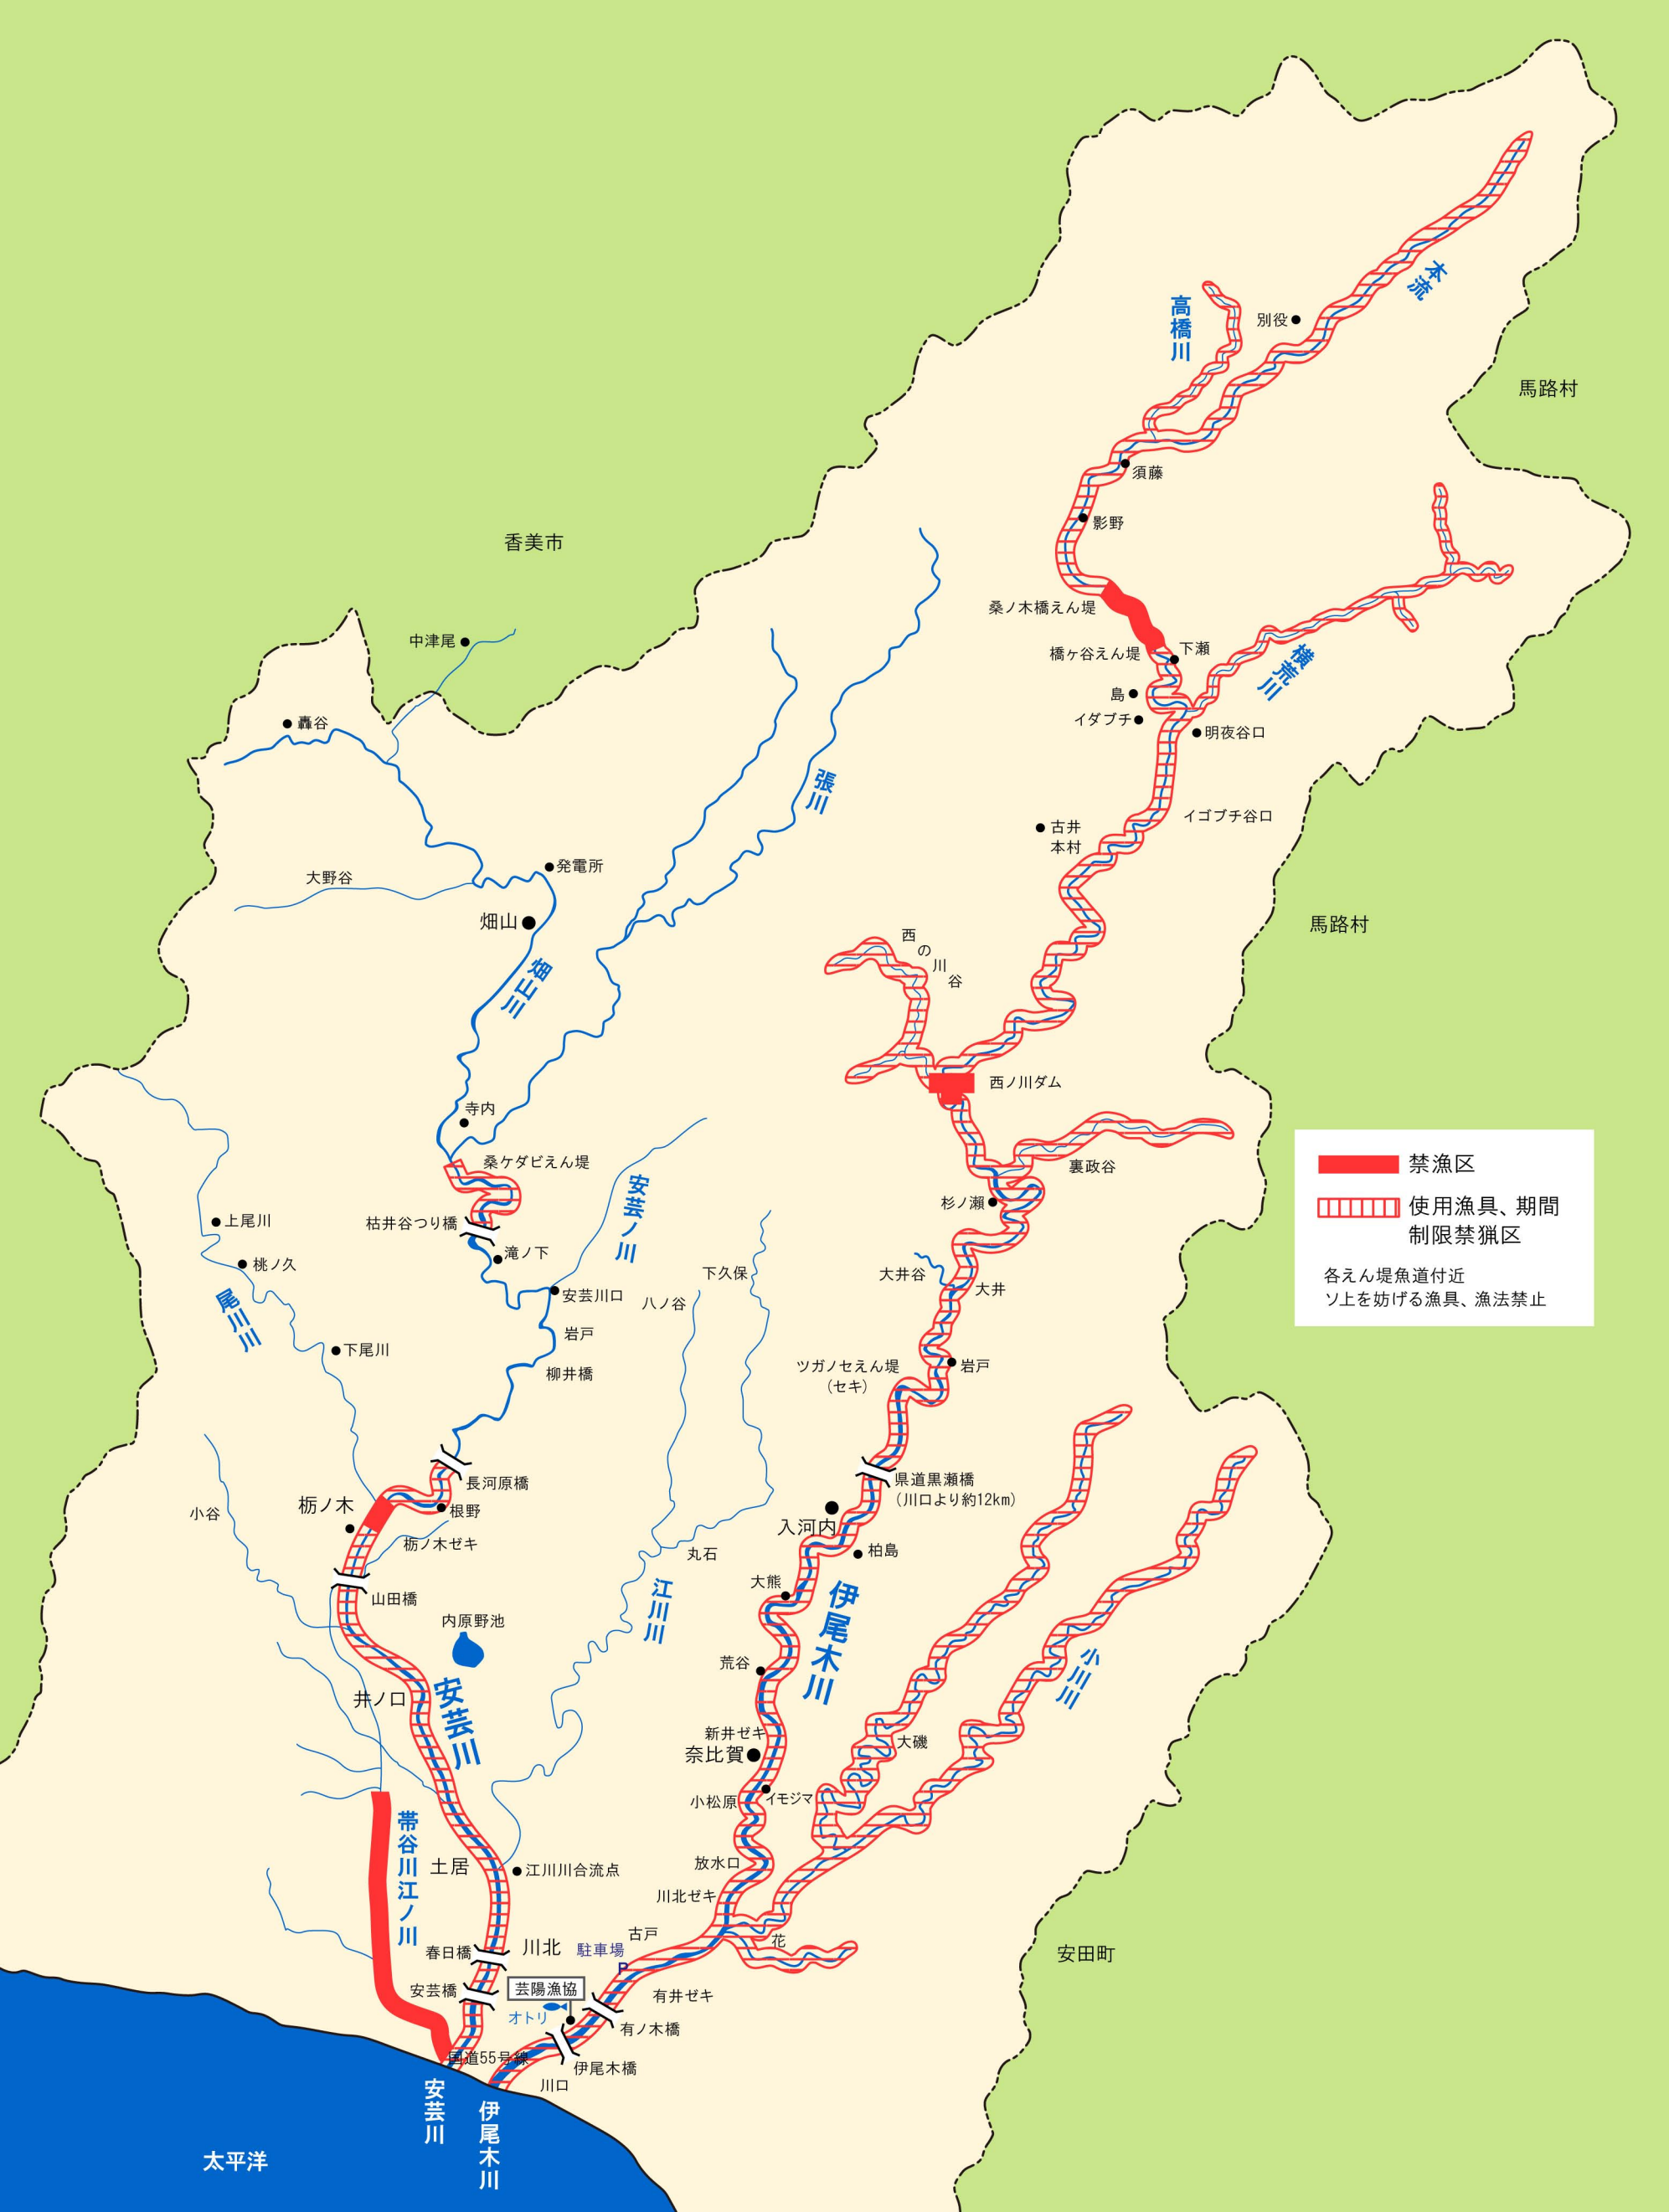 本流
高橋川
別役
馬路村
須藤
影野
香美市
桑ノ木橋えん堤
中津尾
橋ヶ谷えん堤
下瀬
横荒川
島
イダブチ
轟谷
明夜谷口
張川
イゴブチ谷口
古井
本村
発電所
大野谷
畑山
馬路村
西の川谷
畑山川
西ノ川ダム
寺内
桑ケダビえん堤
裏政谷
禁漁区
使用漁具、期間
制限禁猟区
各えん堤魚道付近
ソ上を妨げる漁具、漁法禁止
安芸ノ川
杉ノ瀬
上尾川
枯井谷つり橋
滝ノ下
桃ノ久
下久保
大井谷
大井
安芸川口
八ノ谷
尾川川
岩戸
下尾川
柳井橋
ツガノセえん堤
(セキ)
岩戸
長河原橋
県道黒瀬橋
(川口より約12km)
栃ノ木
根野
小谷
入河内
栃ノ木ゼキ
柏島
丸石
大熊
江川川
伊尾木川
山田橋
内原野池
荒谷
小川川
安芸川
井ノ口
新井ゼキ
奈比賀
大磯
小松原
イモジマ
帯谷川江ノ川
土居
江川川合流点
放水口
川北ゼキ
古戸
花
春日橋
川北
駐車場
P
安田町
安芸橋
芸陽漁協
オトリ
有井ゼキ
有ノ木橋
国道55号線
伊尾木橋
川口
安芸川
伊尾木川
太平洋